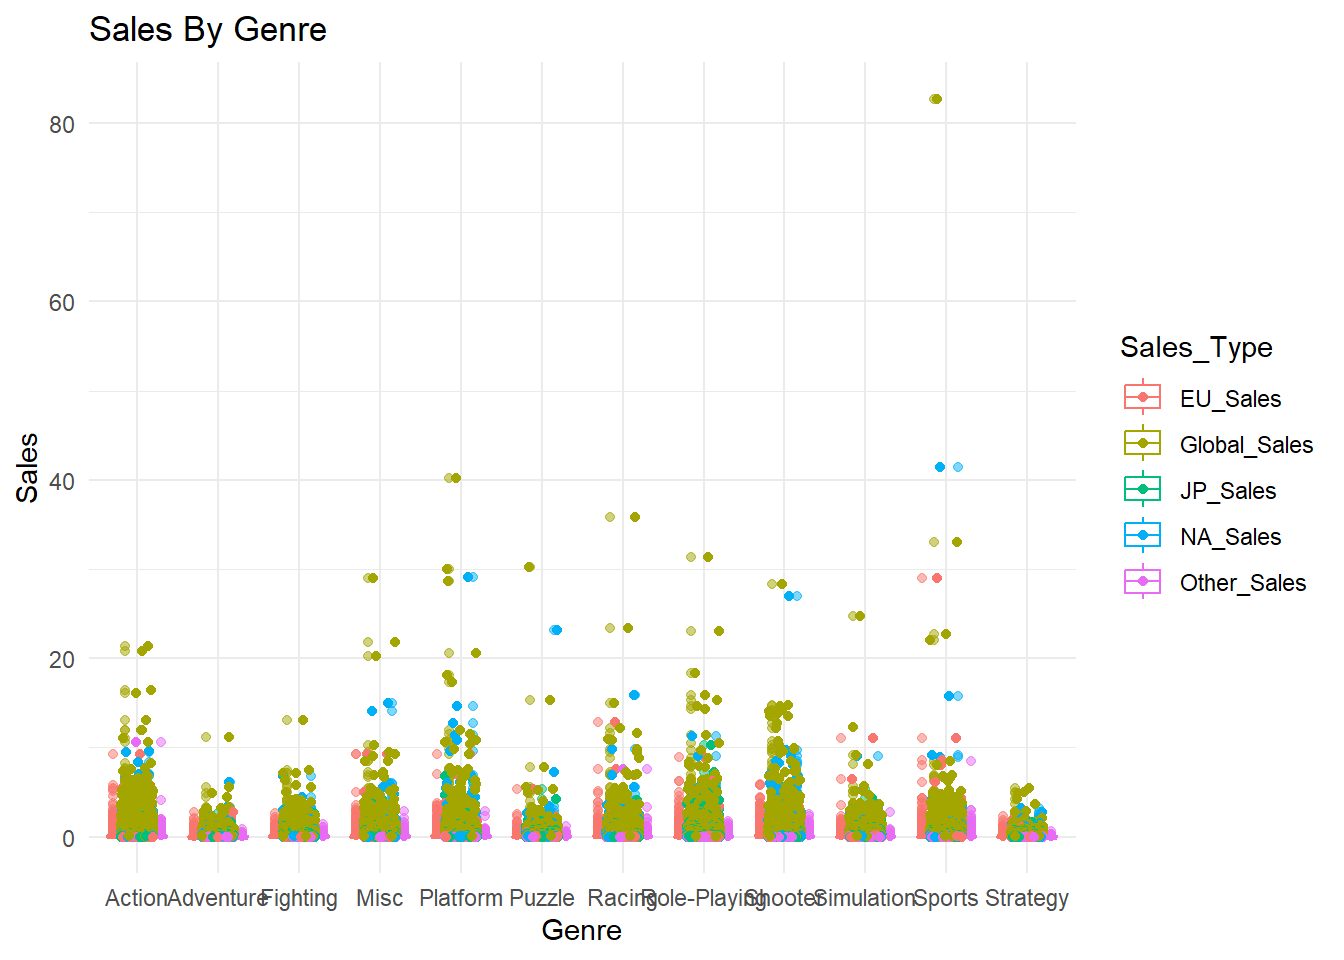 Sales By Genre
80
60
40
20
0
Sales
Action Adventure Fighting Misc Platform Puzzle Racing Role-Playing Shooter Simulation Sports Strategy
Genre
Sales_Type
EU_Sales
Global_Sales
JP_Sales
NA_Sales
Other_Sales